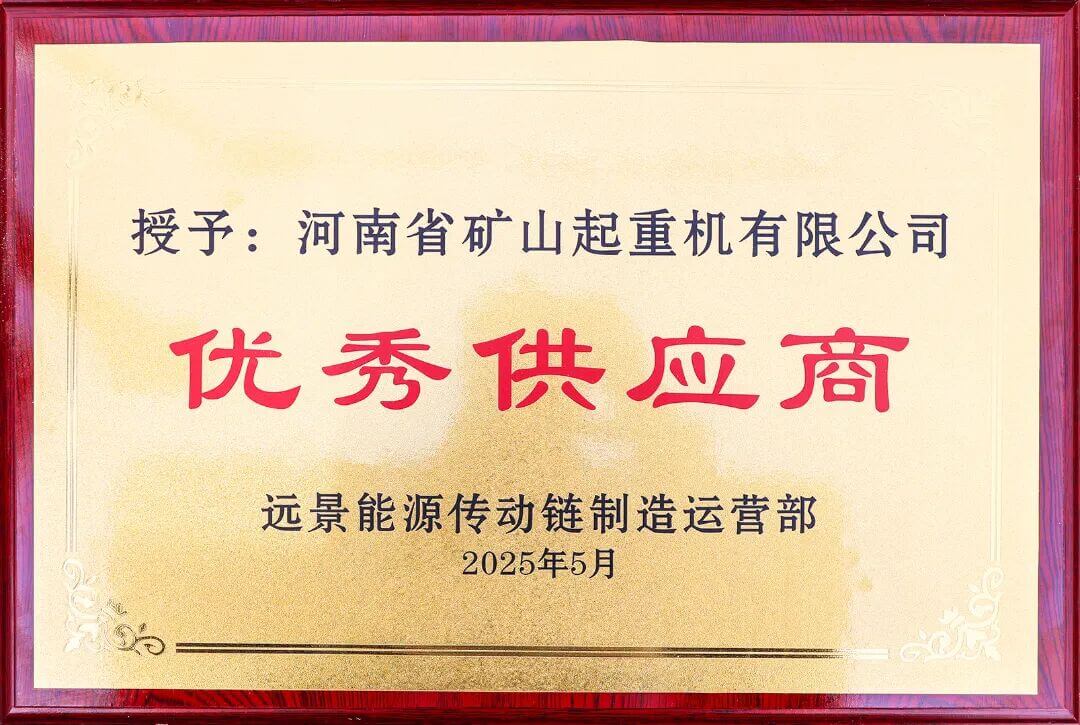 授予：河南省矿山起重机有限公司
优秀供应商
远景能源传动链制造运营部
2025年5月